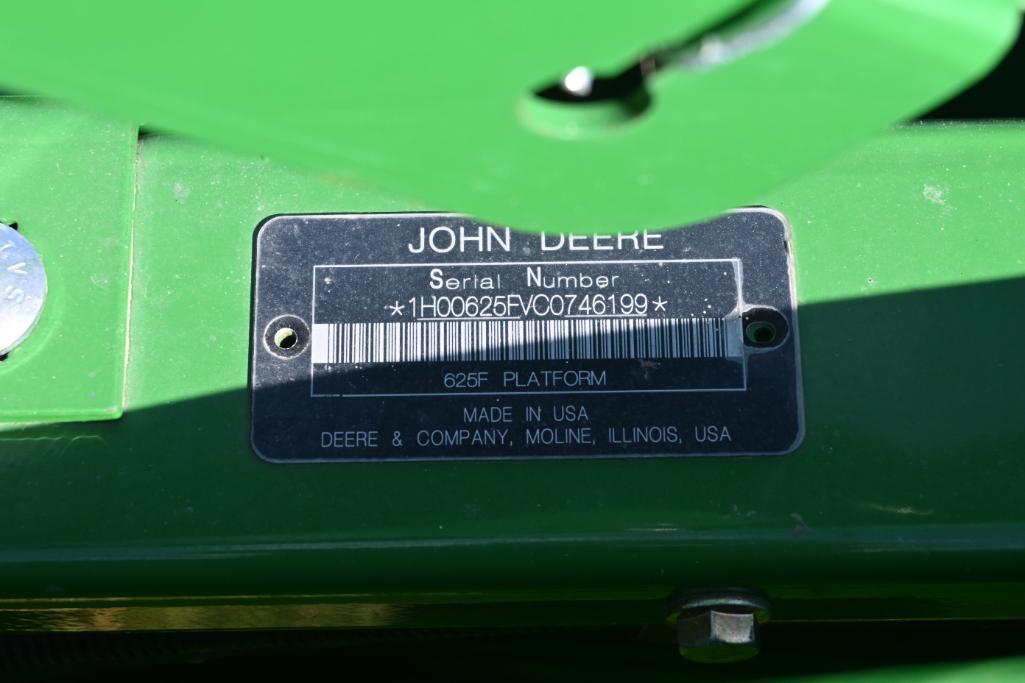 JOHN DEERE
Serial Number
*1H00625FVC0746199*
625F PLATFORM
MADE IN USA
DEERE & COMPANY, MOLINE, ILLINOIS, USA